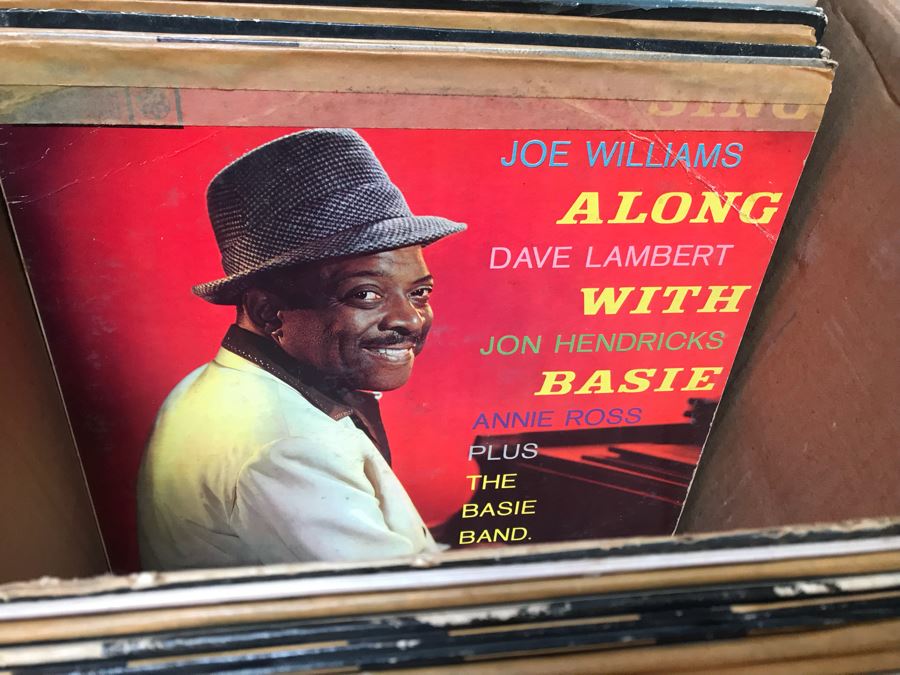 SING
JOE WILLIAMS
ALONG
DAVE LAMBERT
WITH
JON HENDRICKS
BASIE
ANNIE ROSS
PLUS
THE
BASIE
BAND.